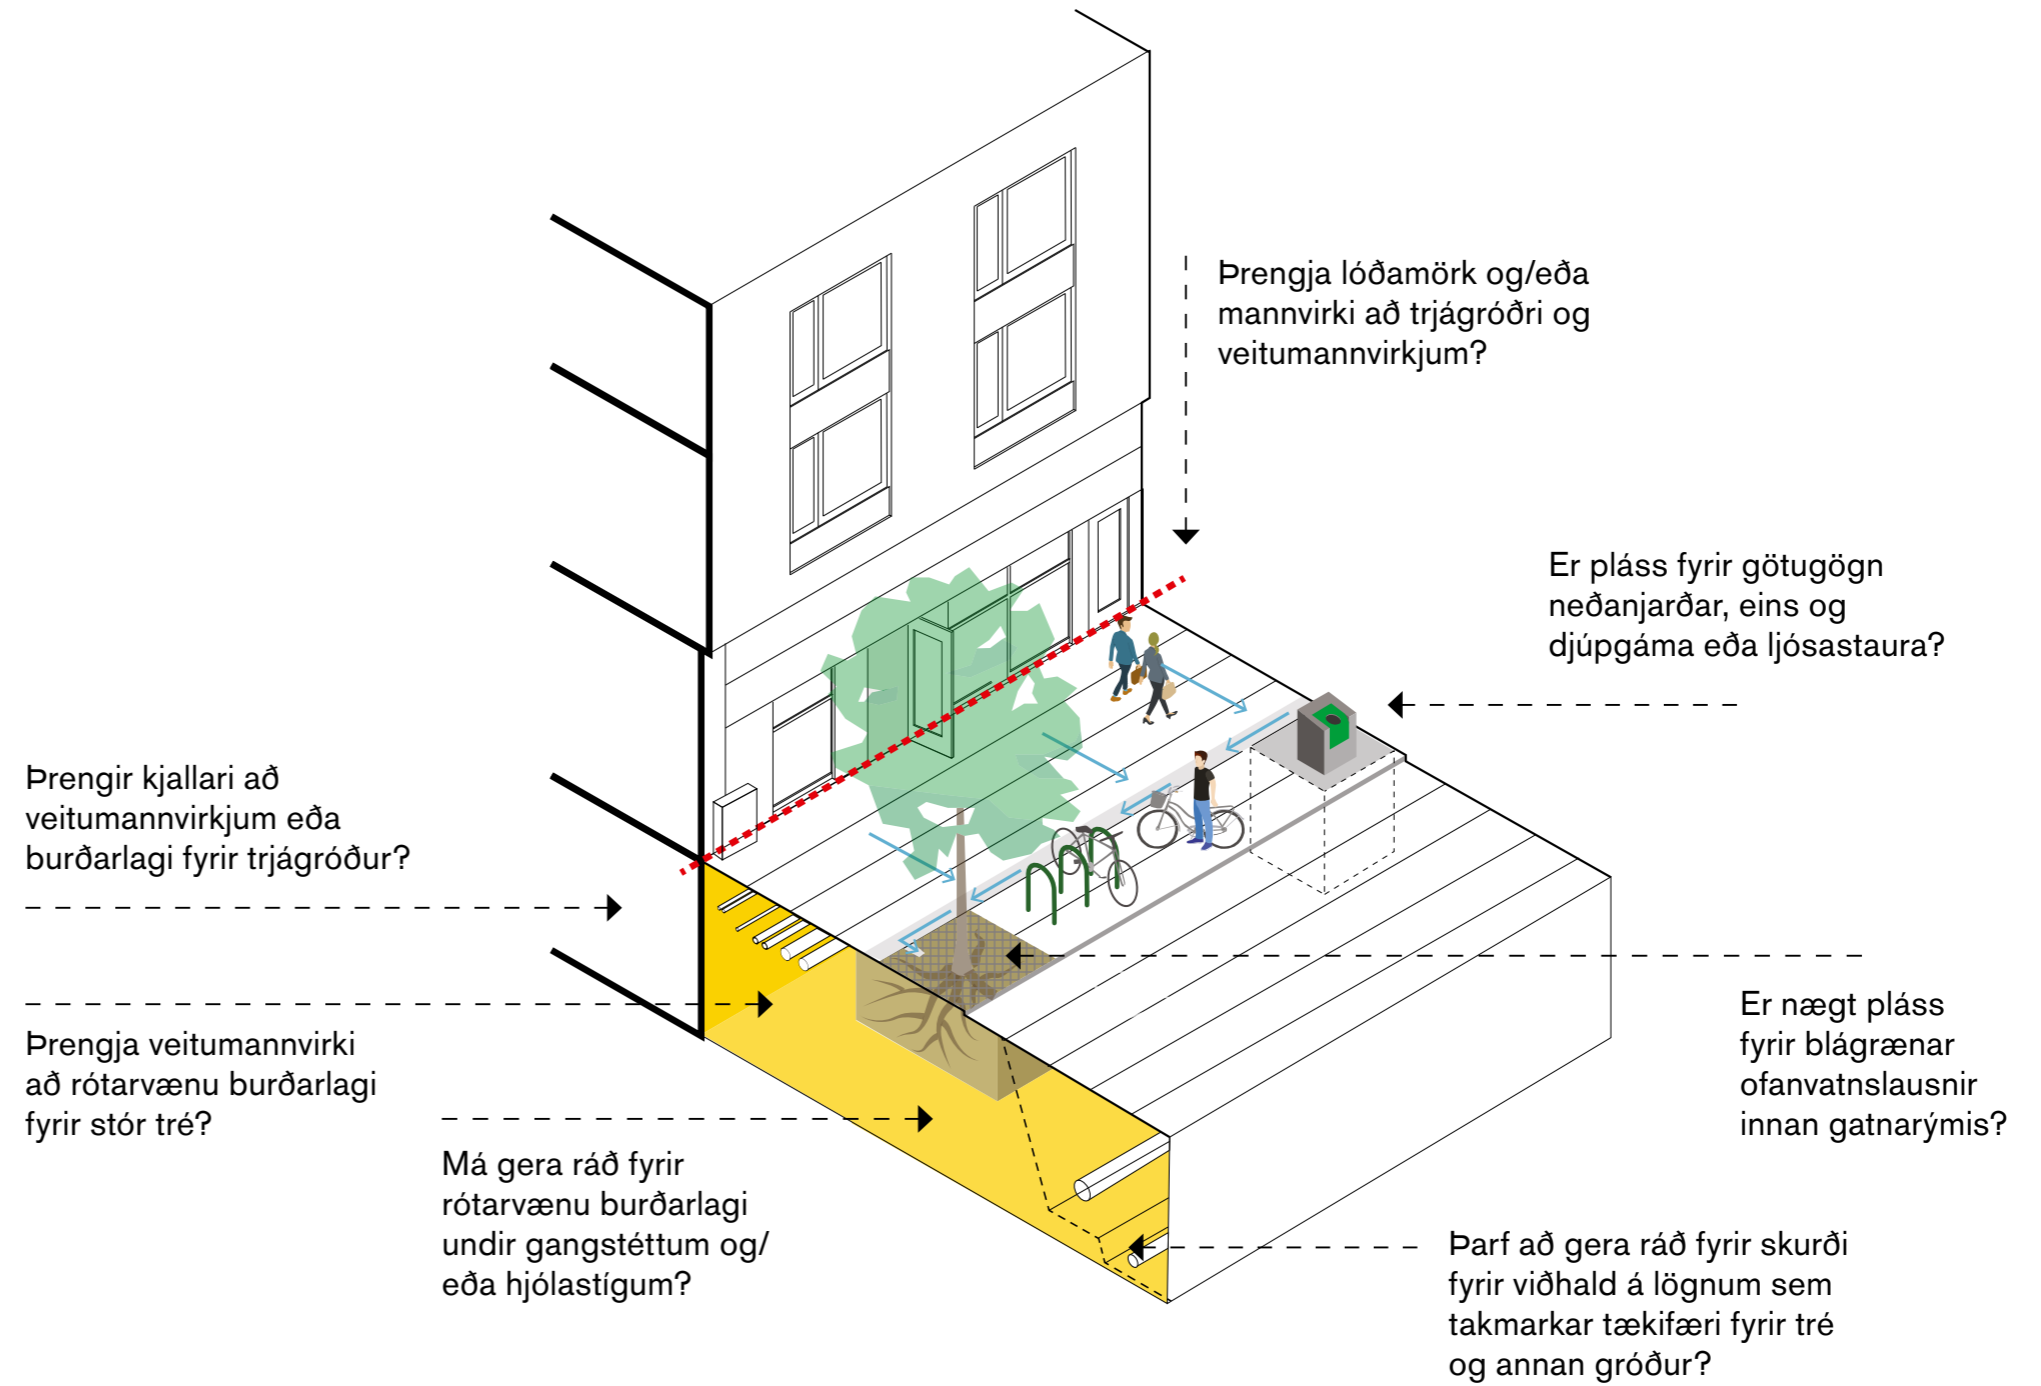 Þrengja lóðamörk og/eða
mannvirki að trjágróðri og
veitumannvirkjum?
Er pláss fyrir götugögn
neðanjarðar, eins og
djúpgáma eða ljósastaura?
Þrengir kjallari að
veitumannvirkjum eða
burðarlagi fyrir trjágróður?
Þrengja veitumannvirki
að rótarvænu burðarlagi
fyrir stór tré?
Má gera ráð fyrir
rótarvænu burðarlagi
undir gangstéttum og/
eða hjólastígum?
Er nægt pláss
fyrir blágrænar
ofanvatnslausnir
innan gatnarýmis?
Þarf að gera ráð fyrir skurði
fyrir viðhald á lögnum sem
takmarkar tækifæri fyrir tré
og annan gróður?